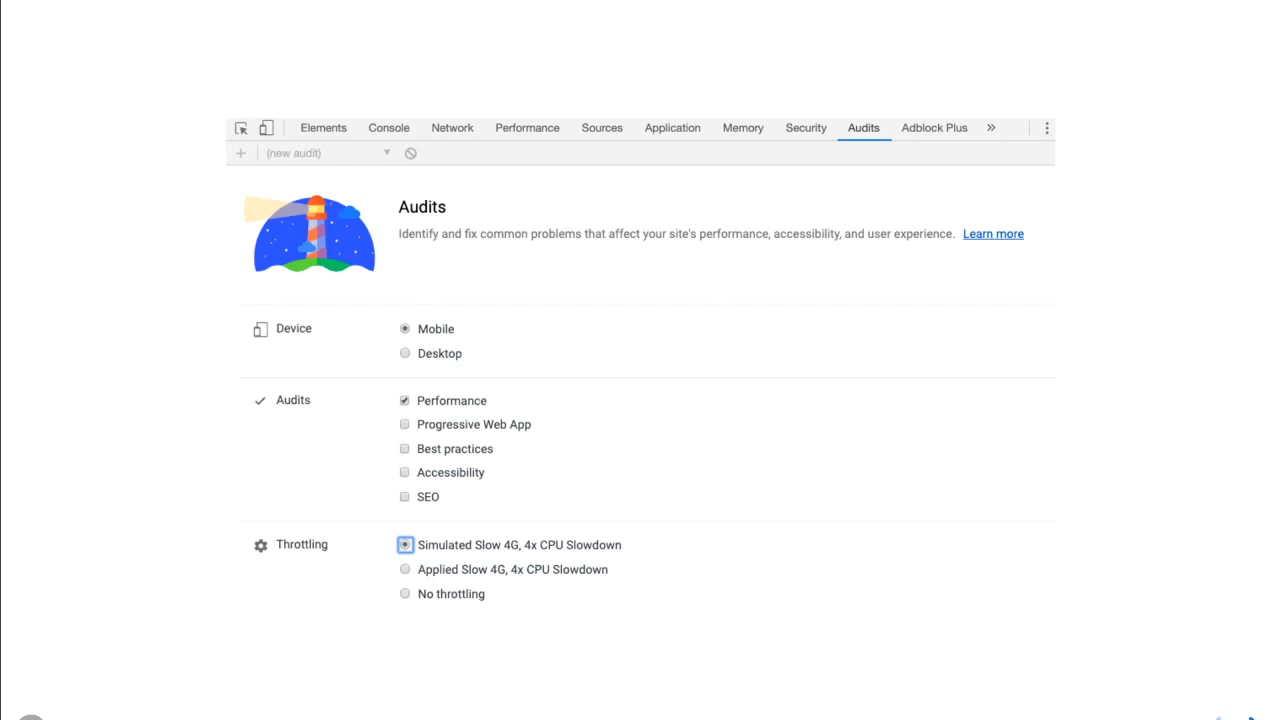 Elements Console Network Performance Sources Application Memory Security Audits Adblock Plus »
+ (new audit)
Audits
Identify and fix common problems that affect your site's performance, accessibility, and user experience. Learn more
Device
Mobile
Desktop
Audits
Performance
Progressive Web App
Best practices
Accessibility
SEO
Throttling
Simulated Slow 4G, 4x CPU Slowdown
Applied Slow 4G, 4x CPU Slowdown
No throttling